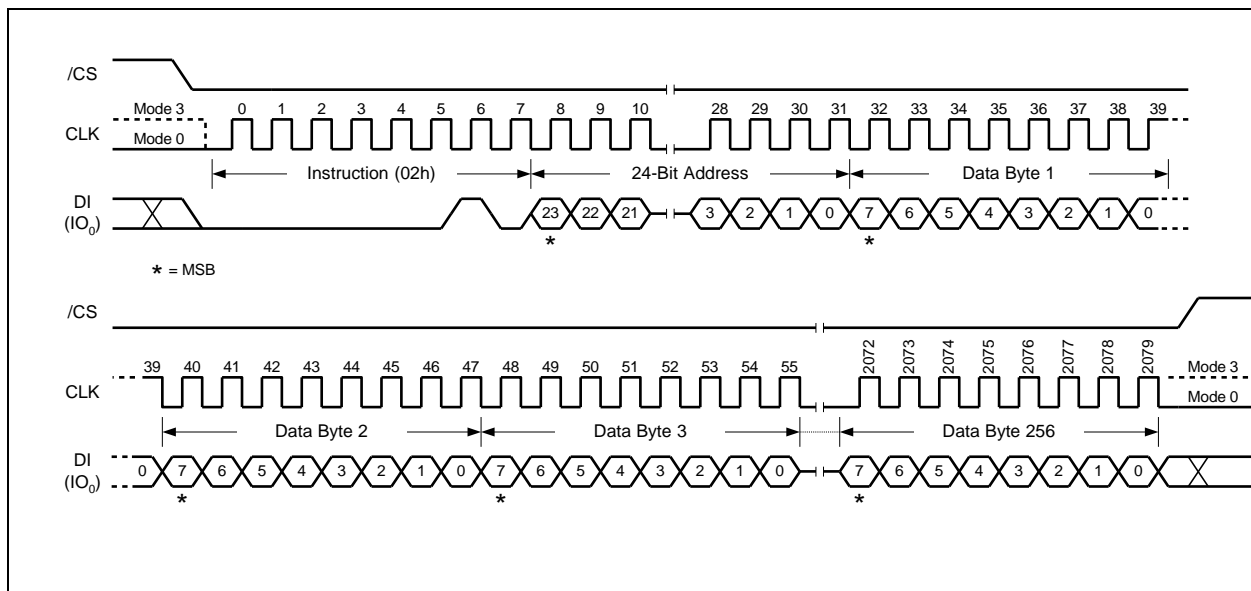 /CS
Mode 3 0 1 2 3 4 5 6 7 8 9 10 28 29 30 31 32 33 34 35 36 37 38 39
CLK
Mode 0
Instruction (02h) 24-Bit Address Data Byte 1
DI
(IO₀)
23 22 21 3 2 1 0 7 6 5 4 3 2 1 0
* *
* = MSB
/CS
39 40 41 42 43 44 45 46 47 48 49 50 51 52 53 54 55 2072 2073 2074 2075 2076 2077 2078 2079
Mode 3
CLK
Mode 0
Data Byte 2 Data Byte 3 Data Byte 256
DI
(IO₀)
0 7 6 5 4 3 2 1 0 7 6 5 4 3 2 1 0 7 6 5 4 3 2 1 0
* * *